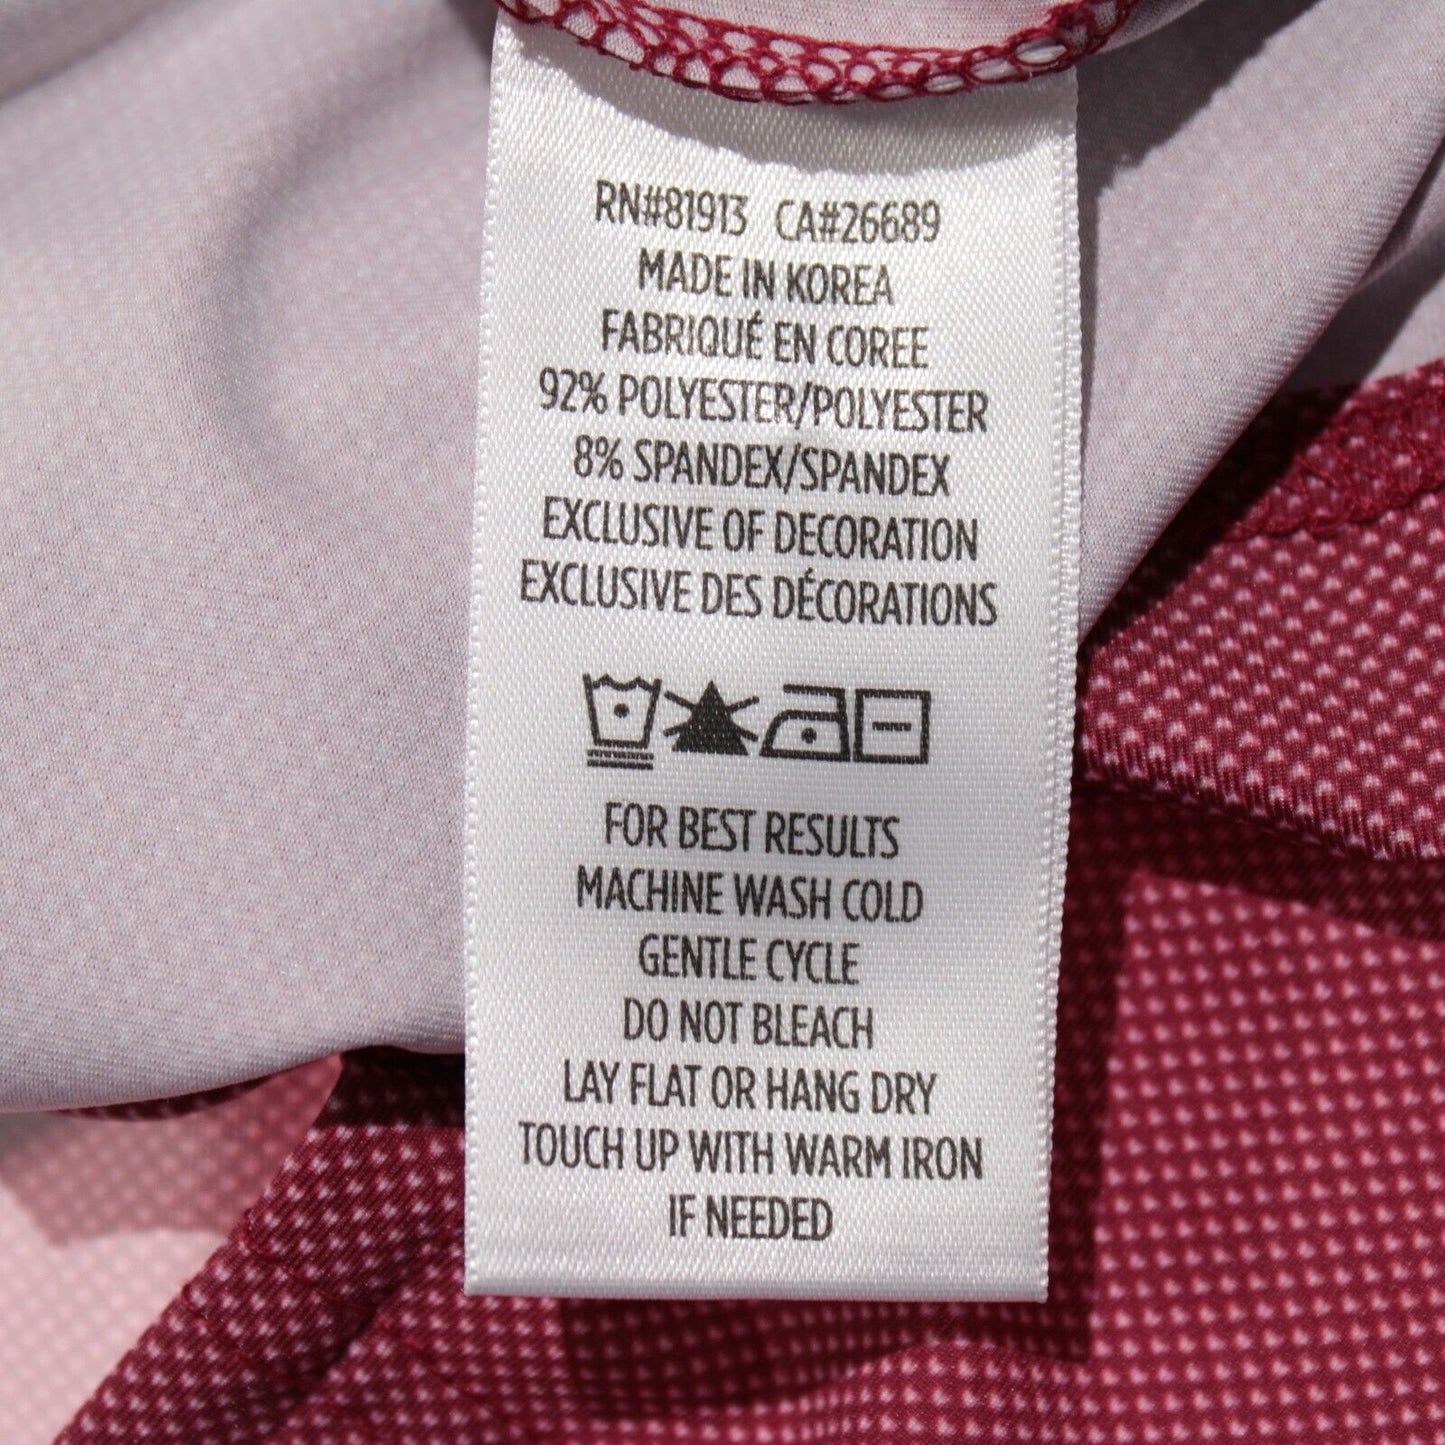 RN#81913 CA#26689
MADE IN KOREA
FABRIQUÉ EN COREE
92% POLYESTER/POLYESTER
8% SPANDEX/SPANDEX
EXCLUSIVE OF DECORATION
EXCLUSIVE DES DÉCORATIONS
FOR BEST RESULTS
MACHINE WASH COLD
GENTLE CYCLE
DO NOT BLEACH
LAY FLAT OR HANG DRY
TOUCH UP WITH WARM IRON
IF NEEDED